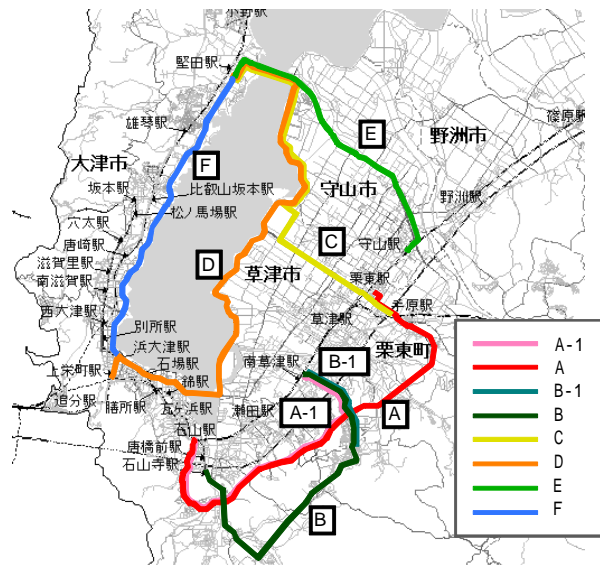 小野駅
堅田駅
雄琴駅
大津市
坂本駅
比叡山坂本駅
松ノ馬場駅
穴太駅
唐崎駅
滋賀里駅
南滋賀駅
西大津駅
別所駅
浜大津駅
上栄町駅
石場駅
追分駅
膳所駅
錦駅
瓦ヶ浜駅
石山駅
唐橋前駅
石山寺駅
瀬田駅
南草津駅
草津駅
草津市
栗東駅
手原駅
栗東町
守山市
守山駅
野洲市
野洲駅
篠原駅
F
E
D
C
B-1
A-1
A
B
A-1
A
B-1
B
C
D
E
F